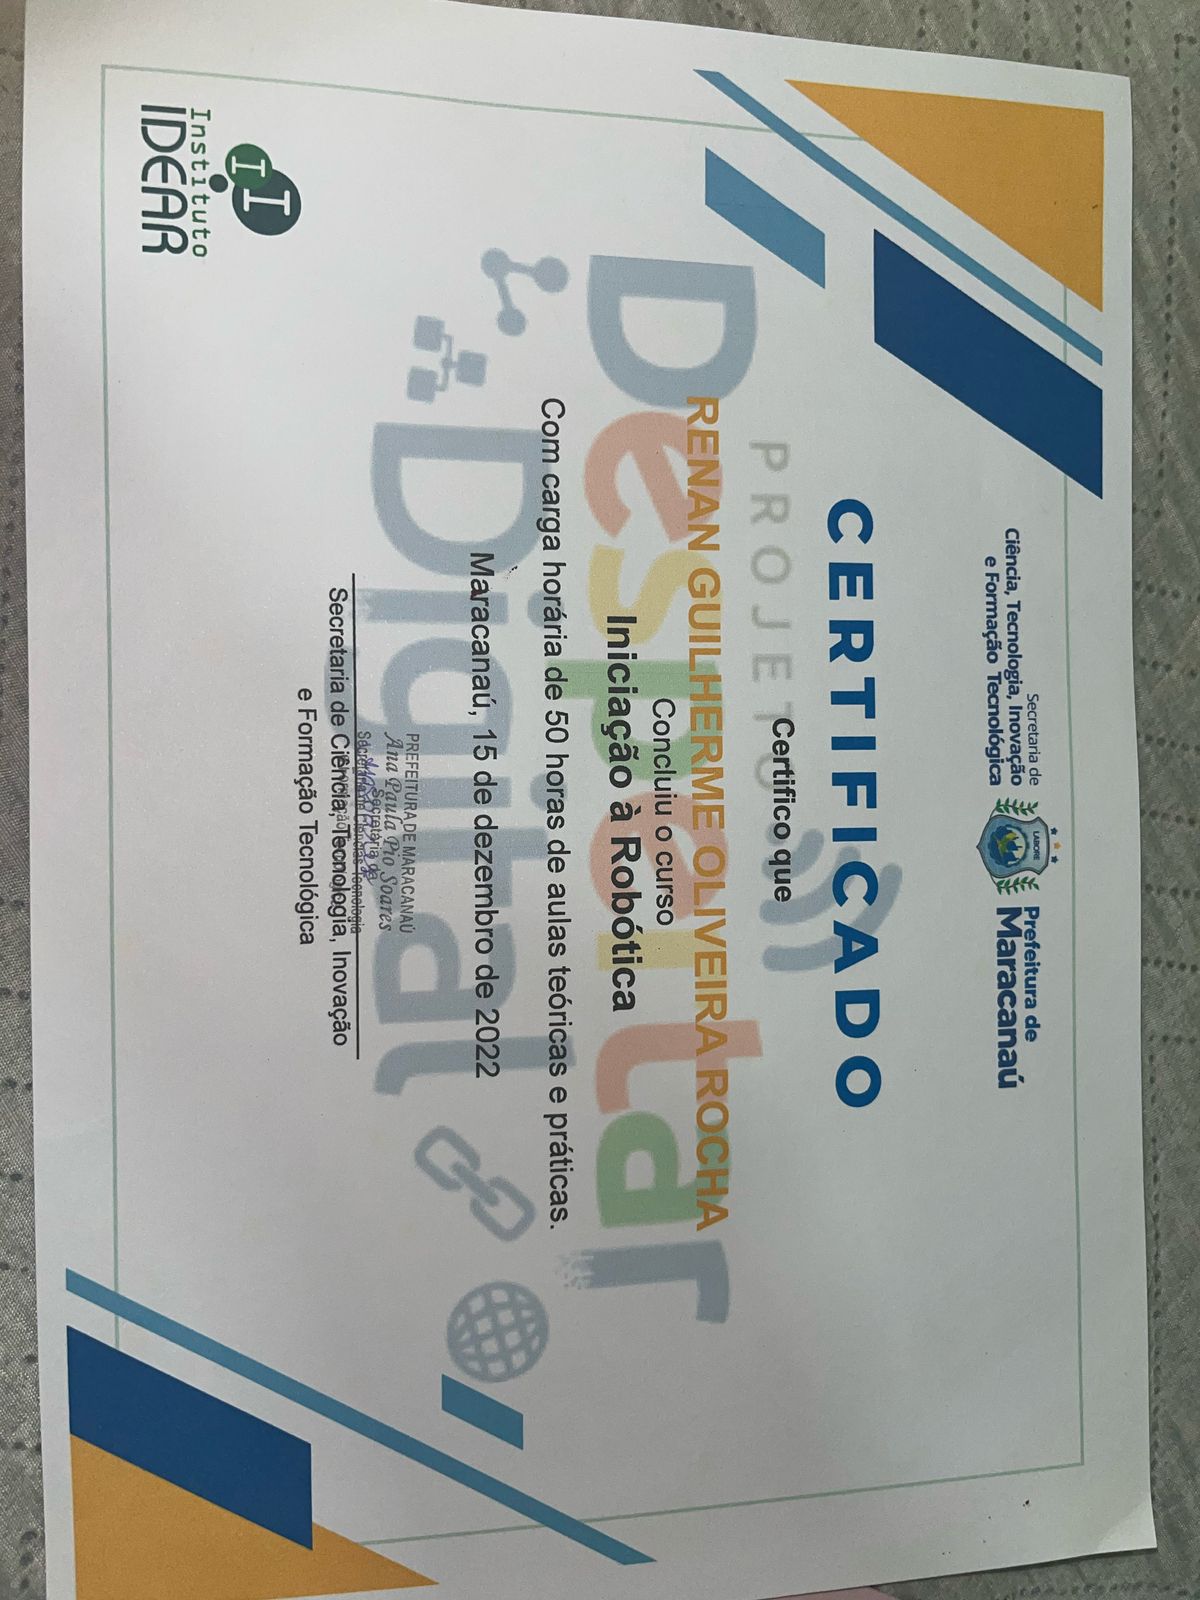 Secretaria de
Ciência, Tecnologia, Inovação
e Formação Tecnológica
LABORE
Prefeitura de
Maracanaú
CERTIFICADO
PROJETO
Despertar
Digital
Certifico que
RENAN GUILHERME OLIVEIRA ROCHA
Concluiu o curso
Iniciação à Robótica
Com carga horária de 50 horas de aulas teóricas e práticas.
Maracanaú, 15 de dezembro de 2022
PREFEITURA DE MARACANAÚ
Ana Paula Pio Soares
Secretária da
Secretaria de Ciências Tecnologia
Secretaria de Ciência, Tecnologia, Inovação
e Formação Tecnológica
Instituto
IDEAR